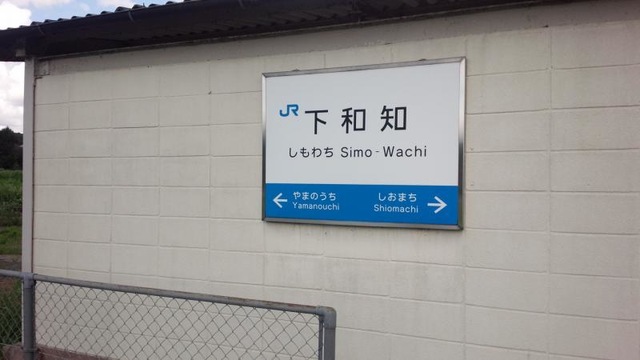 JR 下和知
しもわち Simo-Wachi
← やまのうち しおまち →
Yamanouchi Shiomachi